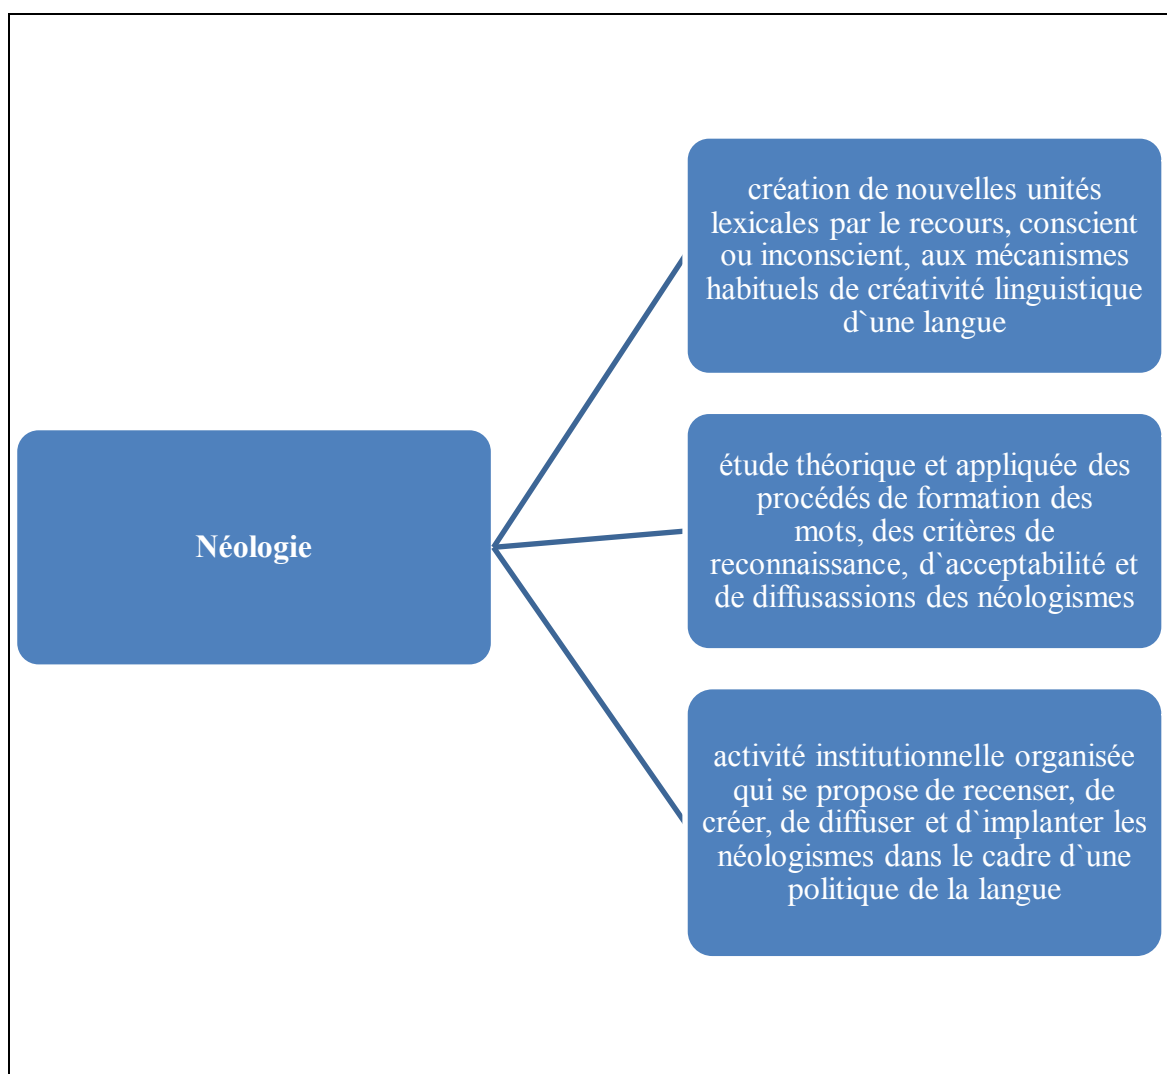 Néologie
création de nouvelles unités
lexicales par le recours, conscient
ou inconscient, aux mécanismes
habituels de créativité linguistique
d`une langue
étude théorique et appliquée des
procédés de formation des
mots, des critères de
reconnaissance, d`acceptabilité et
de diffusassions des néologismes
activité institutionnelle organisée
qui se propose de recenser, de
créer, de diffuser et d`implanter les
néologismes dans le cadre d`une
politique de la langue